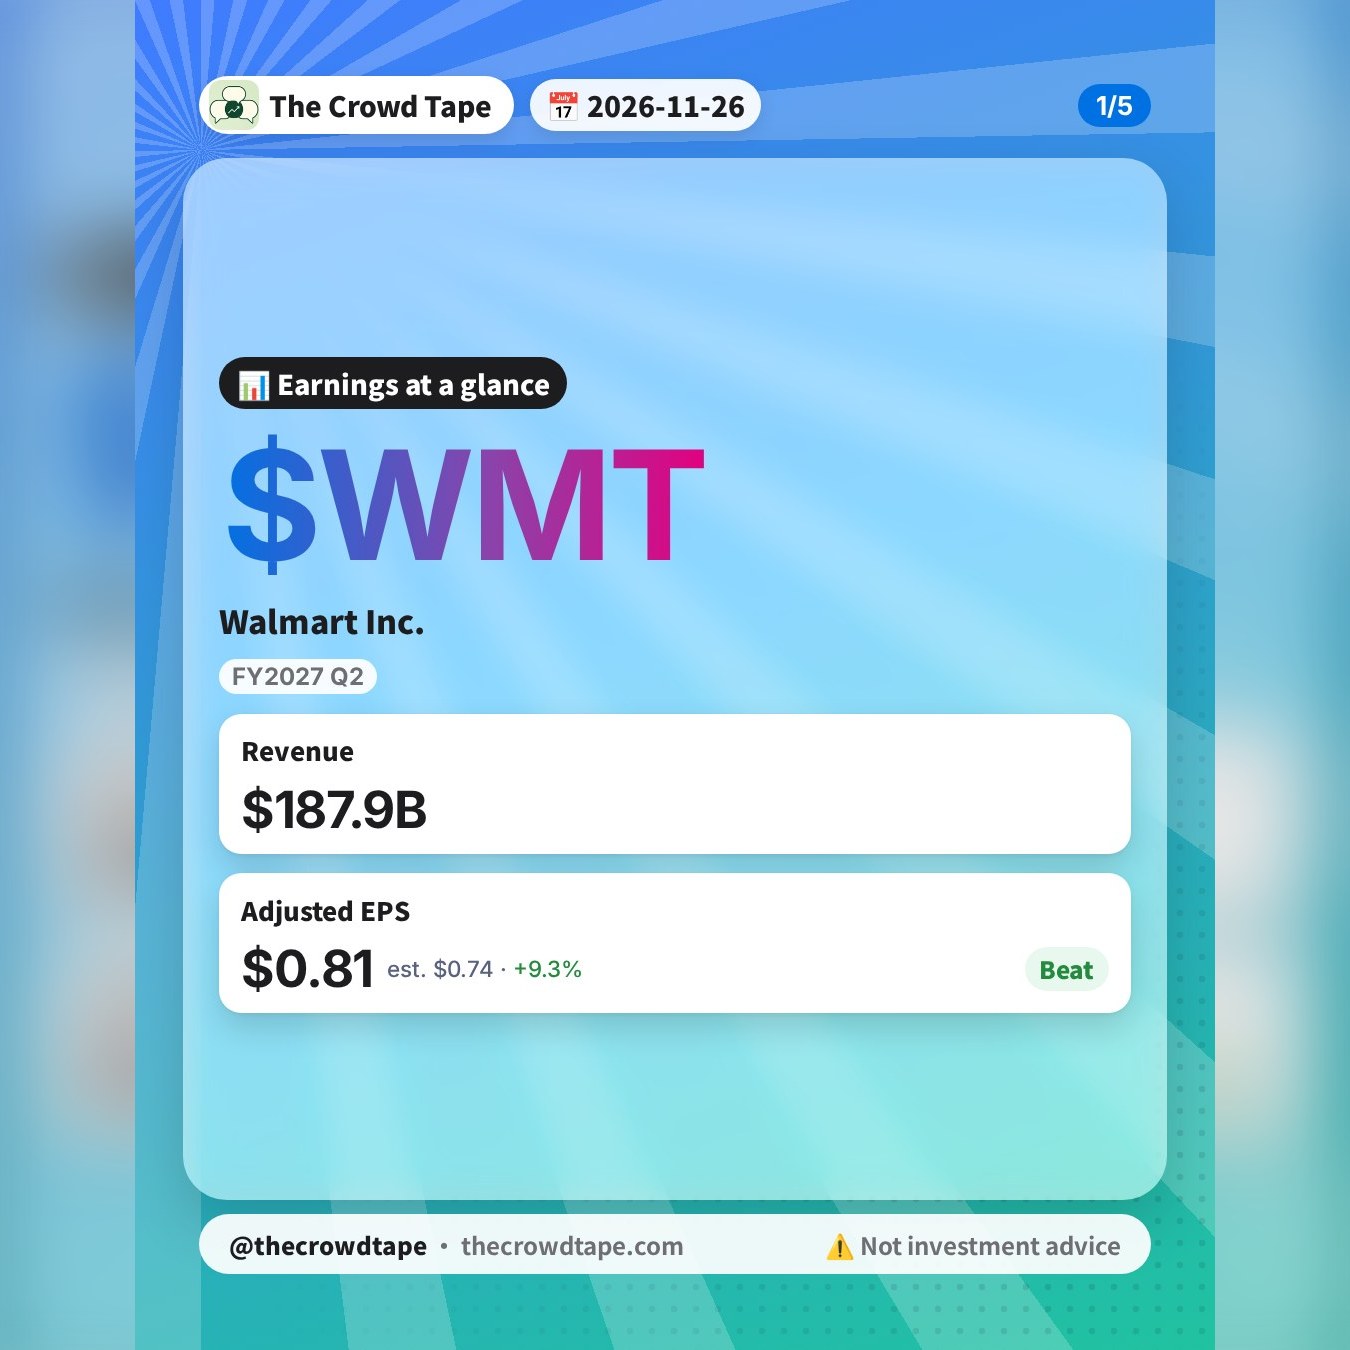 The Crowd Tape
2026-11-26
1/5
Earnings at a glance
$WMT
Walmart Inc.
FY2027 Q2
Revenue
$187.9B
Adjusted EPS
$0.81 est. $0.74 · +9.3%
Beat
@thecrowdtape • thecrowdtape.com
⚠️ Not investment advice